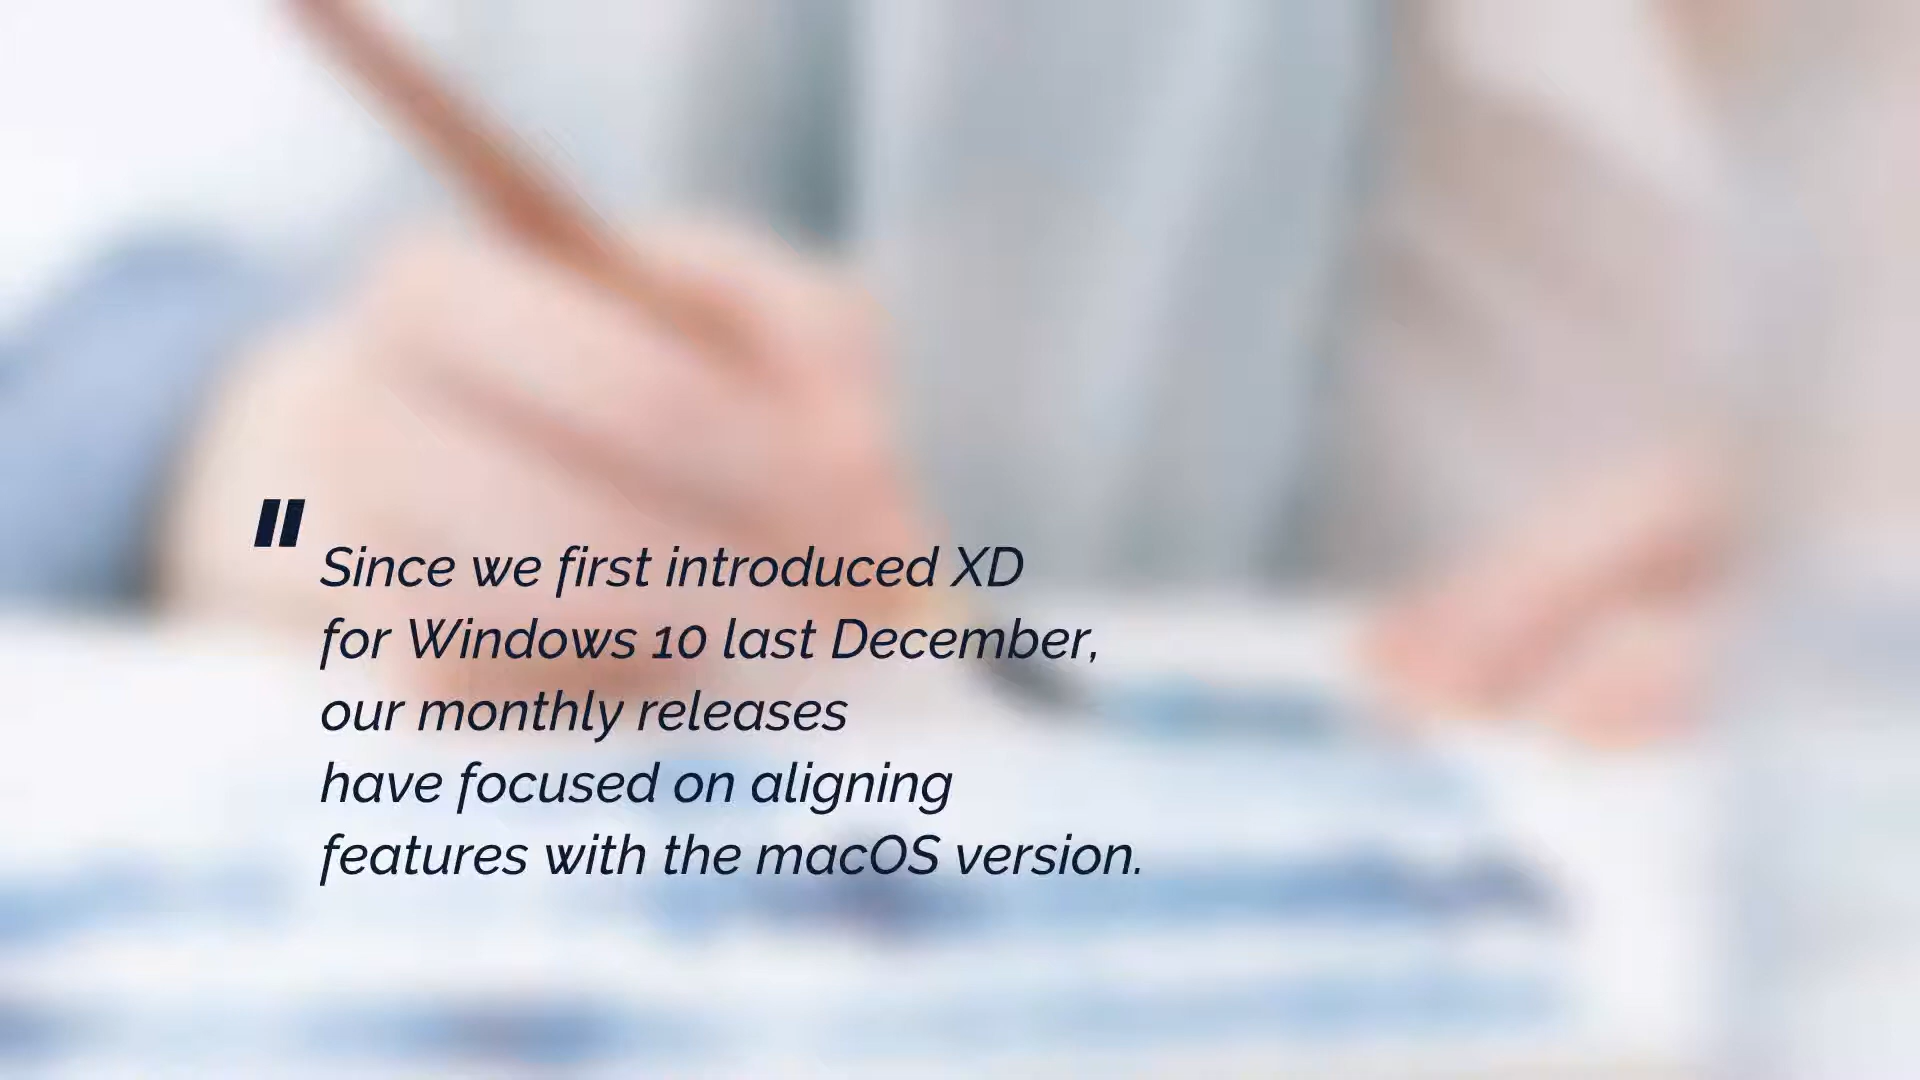 "Since we first introduced XD
for Windows 10 last December,
our monthly releases
have focused on aligning
features with the macOS version.